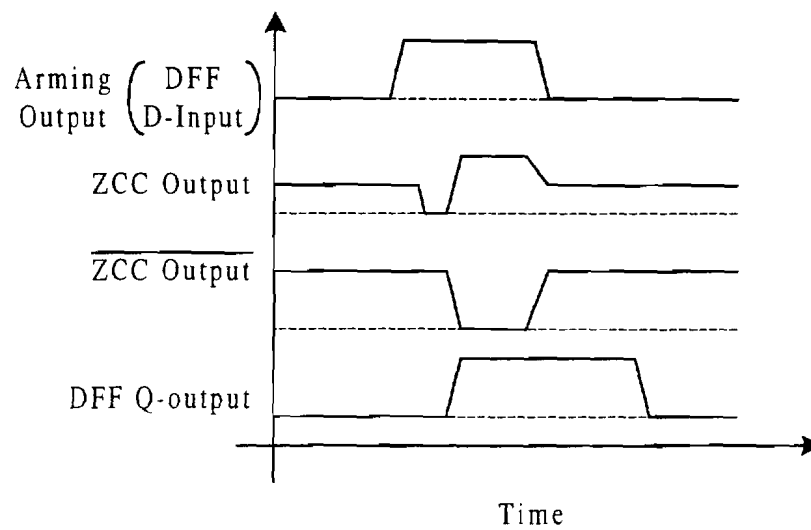 Arming (DFF
Output D-Input)
ZCC Output
ZCC Output
DFF Q-output
Time